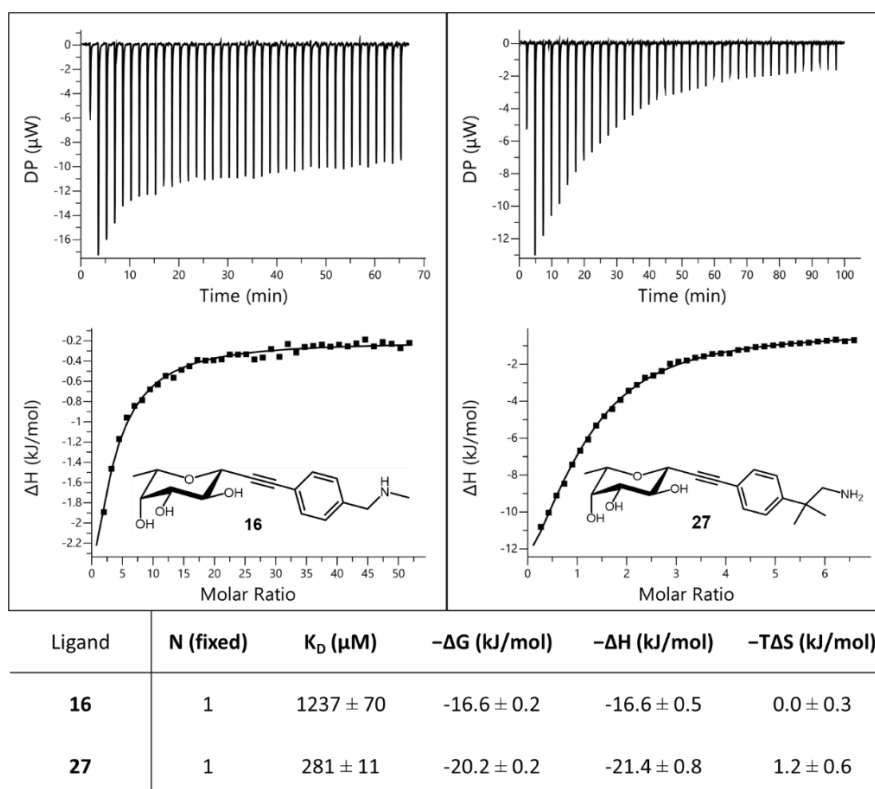 0
-2
-4
-6
-8
-10
-12
-14
-16
DP (µW)
0 10 20 30 40 50 60 70
Time (min)
0
-2
-4
-6
-8
-10
-12
DP (µW)
0 10 20 30 40 50 60 70 80 90 100
Time (min)
-0.2
-0.4
-0.6
-0.8
-1
-1.2
-1.4
-1.6
-1.8
-2
-2.2
ΔH (kJ/mol)
O
OH
OH
OH
H
N
16
0 5 10 15 20 25 30 35 40 45 50
Molar Ratio
-2
-4
-6
-8
-10
-12
ΔH (kJ/mol)
O
OH
OH
OH
NH₂
27
0 1 2 3 4 5 6
Molar Ratio
Ligand N (fixed) K_D (µM) −ΔG (kJ/mol) −ΔH (kJ/mol) −TΔS (kJ/mol)
16 1 1237 ± 70 -16.6 ± 0.2 -16.6 ± 0.5 0.0 ± 0.3
27 1 281 ± 11 -20.2 ± 0.2 -21.4 ± 0.8 1.2 ± 0.6